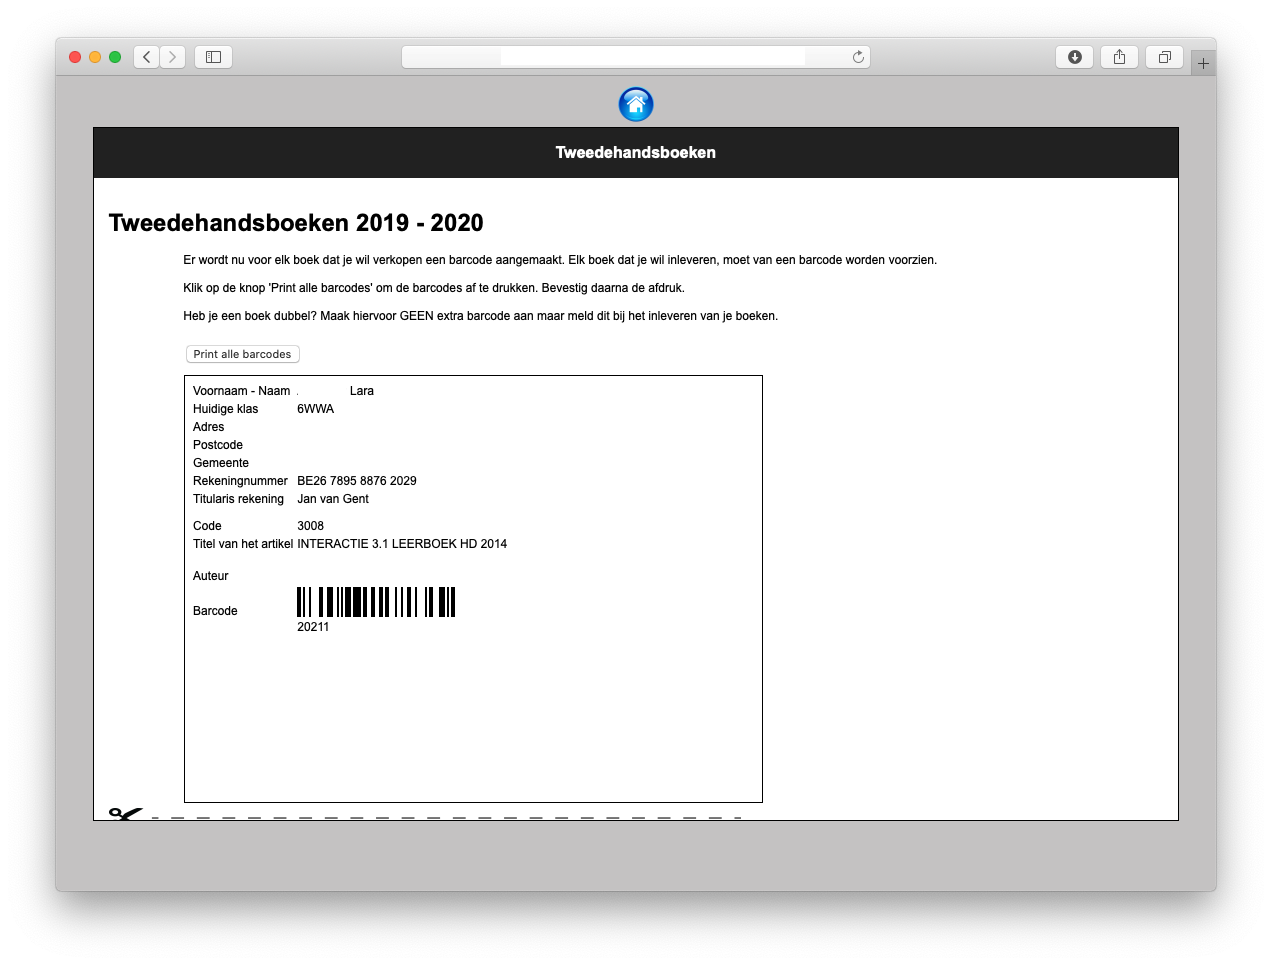 Tweedehandsboeken
Tweedehandsboeken 2019 - 2020
Er wordt nu voor elk boek dat je wil verkopen een barcode aangemaakt. Elk boek dat je wil inleveren, moet van een barcode worden voorzien.
Klik op de knop 'Print alle barcodes' om de barcodes af te drukken. Bevestig daarna de afdruk.
Heb je een boek dubbel? Maak hiervoor GEEN extra barcode aan maar meld dit bij het inleveren van je boeken.
Print alle barcodes
Voornaam - Naam Lara
Huidige klas 6WWA
Adres
Postcode
Gemeente
Rekeningnummer BE26 7895 8876 2029
Titularis rekening Jan van Gent
Code 3008
Titel van het artikel INTERACTIE 3.1 LEERBOEK HD 2014
Auteur
Barcode
20211